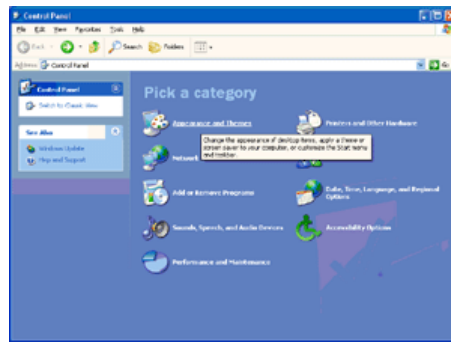 Control Panel
File Edit View Favorites Tools Help
Back Search Folders
Address Control Panel Go
Control Panel
Switch to Classic View
See Also
Windows Update
Help and Support
Pick a category
Appearance and Themes
Printers and Other Hardware
Change the appearance of desktop items, apply a theme or
screen saver to your computer, or customize the Start menu
and taskbar.
Network
Add or Remove Programs
Date, Time, Language, and Regional
Options
Sounds, Speech, and Audio Devices
Accessibility Options
Performance and Maintenance